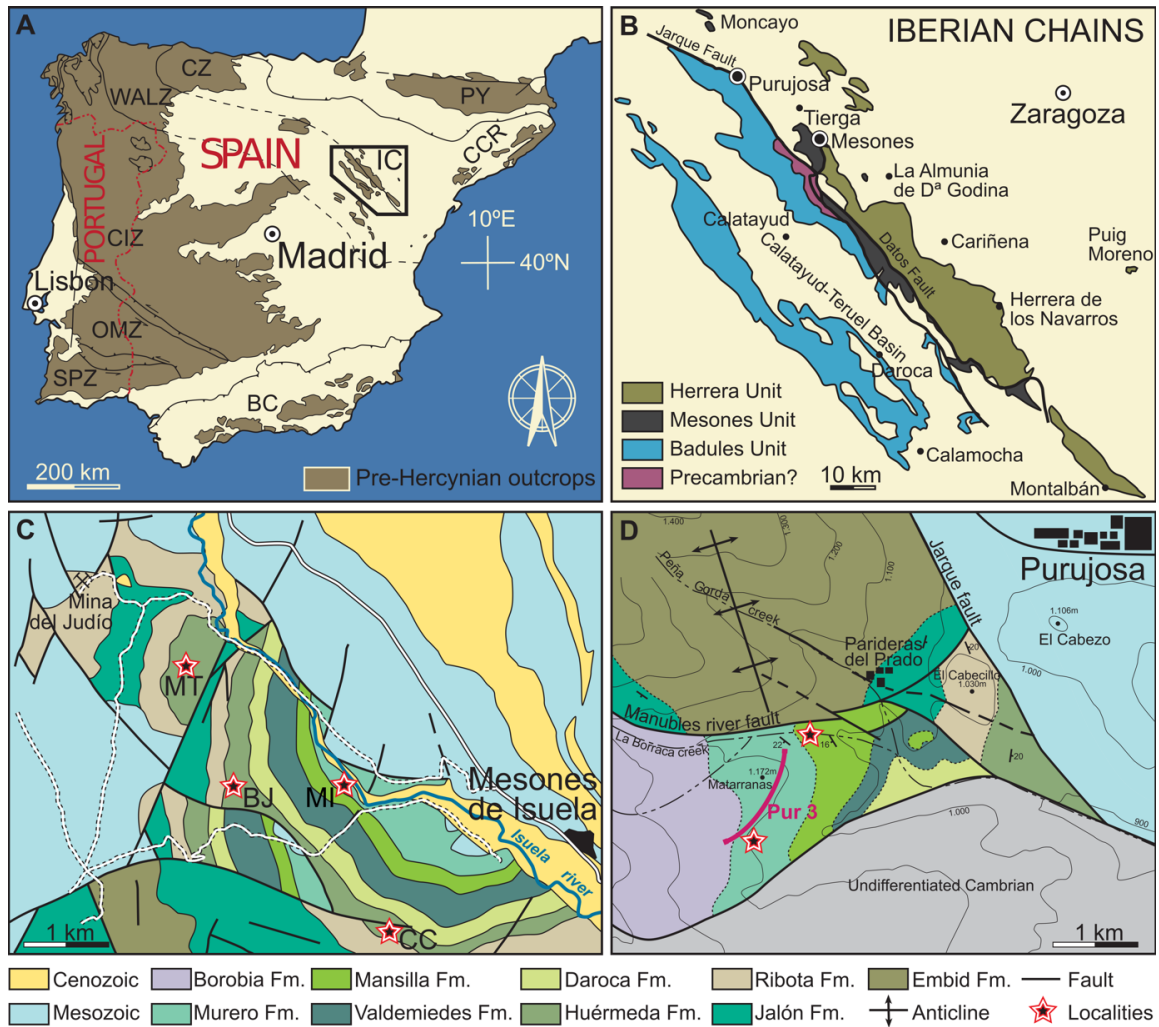 A
CZ
WALZ
PY
CCR
SPAIN
IC
PORTUGAL
CIZ
Madrid
10ºE
40ºN
Lisbon
OMZ
SPZ
BC
200 km
Pre-Hercynian outcrops
B
Moncayo
IBERIAN CHAINS
Jarque Fault
Purujosa
Zaragoza
Tierga
Mesones
La Almunia
de Dª Godina
Calatayud
Cariñena
Puig
Moreno
Datos Fault
Calatayud-Teruel Basin
Herrera de
los Navarros
Daroca
Herrera Unit
Mesones Unit
Badules Unit
Precambrian?
Calamocha
10 km
Montalbán
C
Mina
del Judío
MT
BJ
MI
Mesones
de Isuela
Isuela
river
CC
1 km
D
1.400
1.300
1.200
1.100
Purujosa
Jarque fault
Peña Gorda creek
1.106m
El Cabezo
Parideras
del Prado
20
El Cabecillo
1.030m
1.000
Manubles river fault
La Borraca creek
22
16
20
1.172m
Matarranas
Pur 3
1.000
900
Undifferentiated Cambrian
1 km
Cenozoic
Borobia Fm.
Mansilla Fm.
Daroca Fm.
Ribota Fm.
Embid Fm.
Fault
Mesozoic
Murero Fm.
Valdemiedes Fm.
Huérmeda Fm.
Jalón Fm.
Anticline
Localities